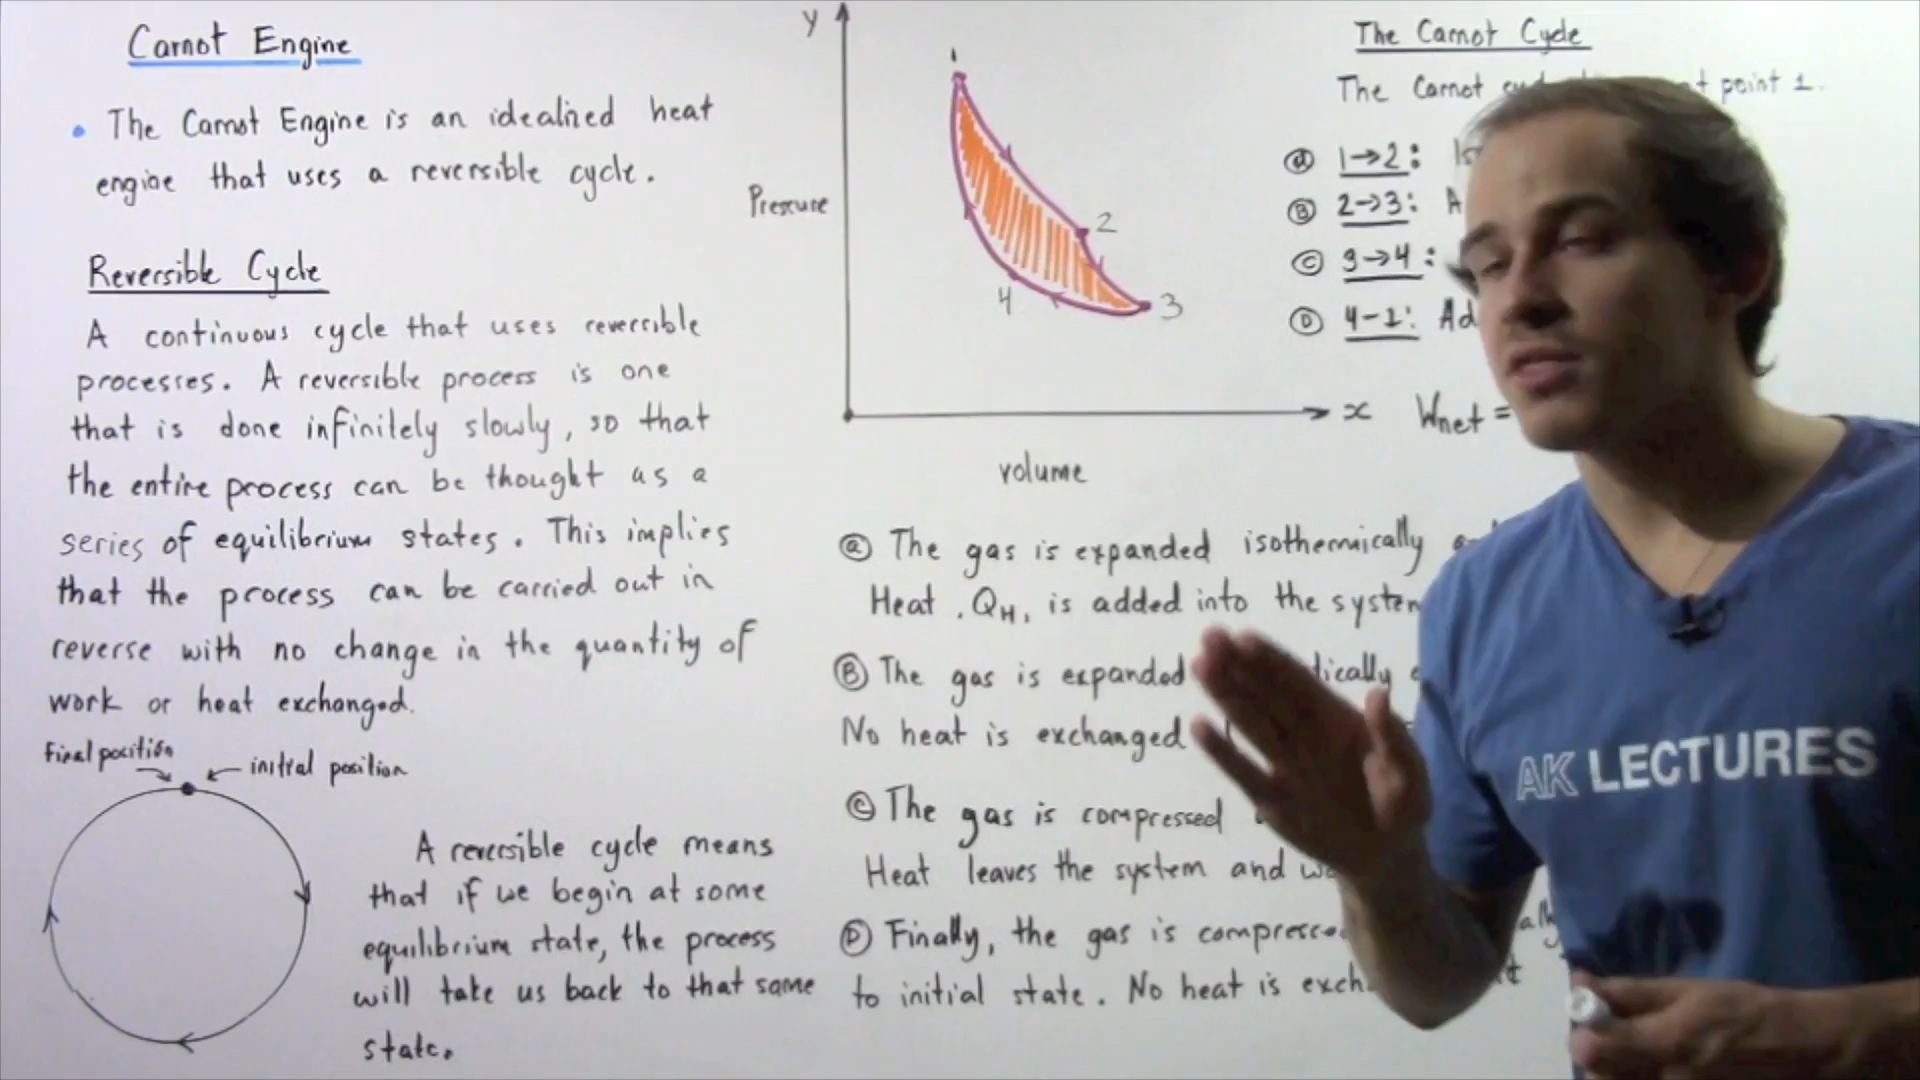 Carnot Engine
• The Carnot Engine is an idealized heat
engine that uses a reversible cycle.
Reversible Cycle
A continuous cycle that uses reversible
processes. A reversible process is one
that is done infinitely slowly, so that
the entire process can be thought as a
series of equilibrium states. This implies
that the process can be carried out in
reverse with no change in the quantity of
work or heat exchanged.
final position
initial position
A reversible cycle means
that if we begin at some
equilibrium state, the process
will take us back to that same
state.
y
Pressure
1
2
3
4
x
volume
The Carnot Cycle
The Carnot point 1.
Ⓐ 1→2:
Ⓑ 2→3: A
Ⓒ 3→4:
Ⓓ 4-1: Ad
Wnet =
ⓐ The gas is expanded isothermically
Heat, QH, is added into the system
Ⓑ The gas is expanded
No heat is exchanged
Ⓒ The gas is compressed
Heat leaves the system and
Ⓓ Finally, the gas is compressed
to initial state. No heat is
AK LECTURES